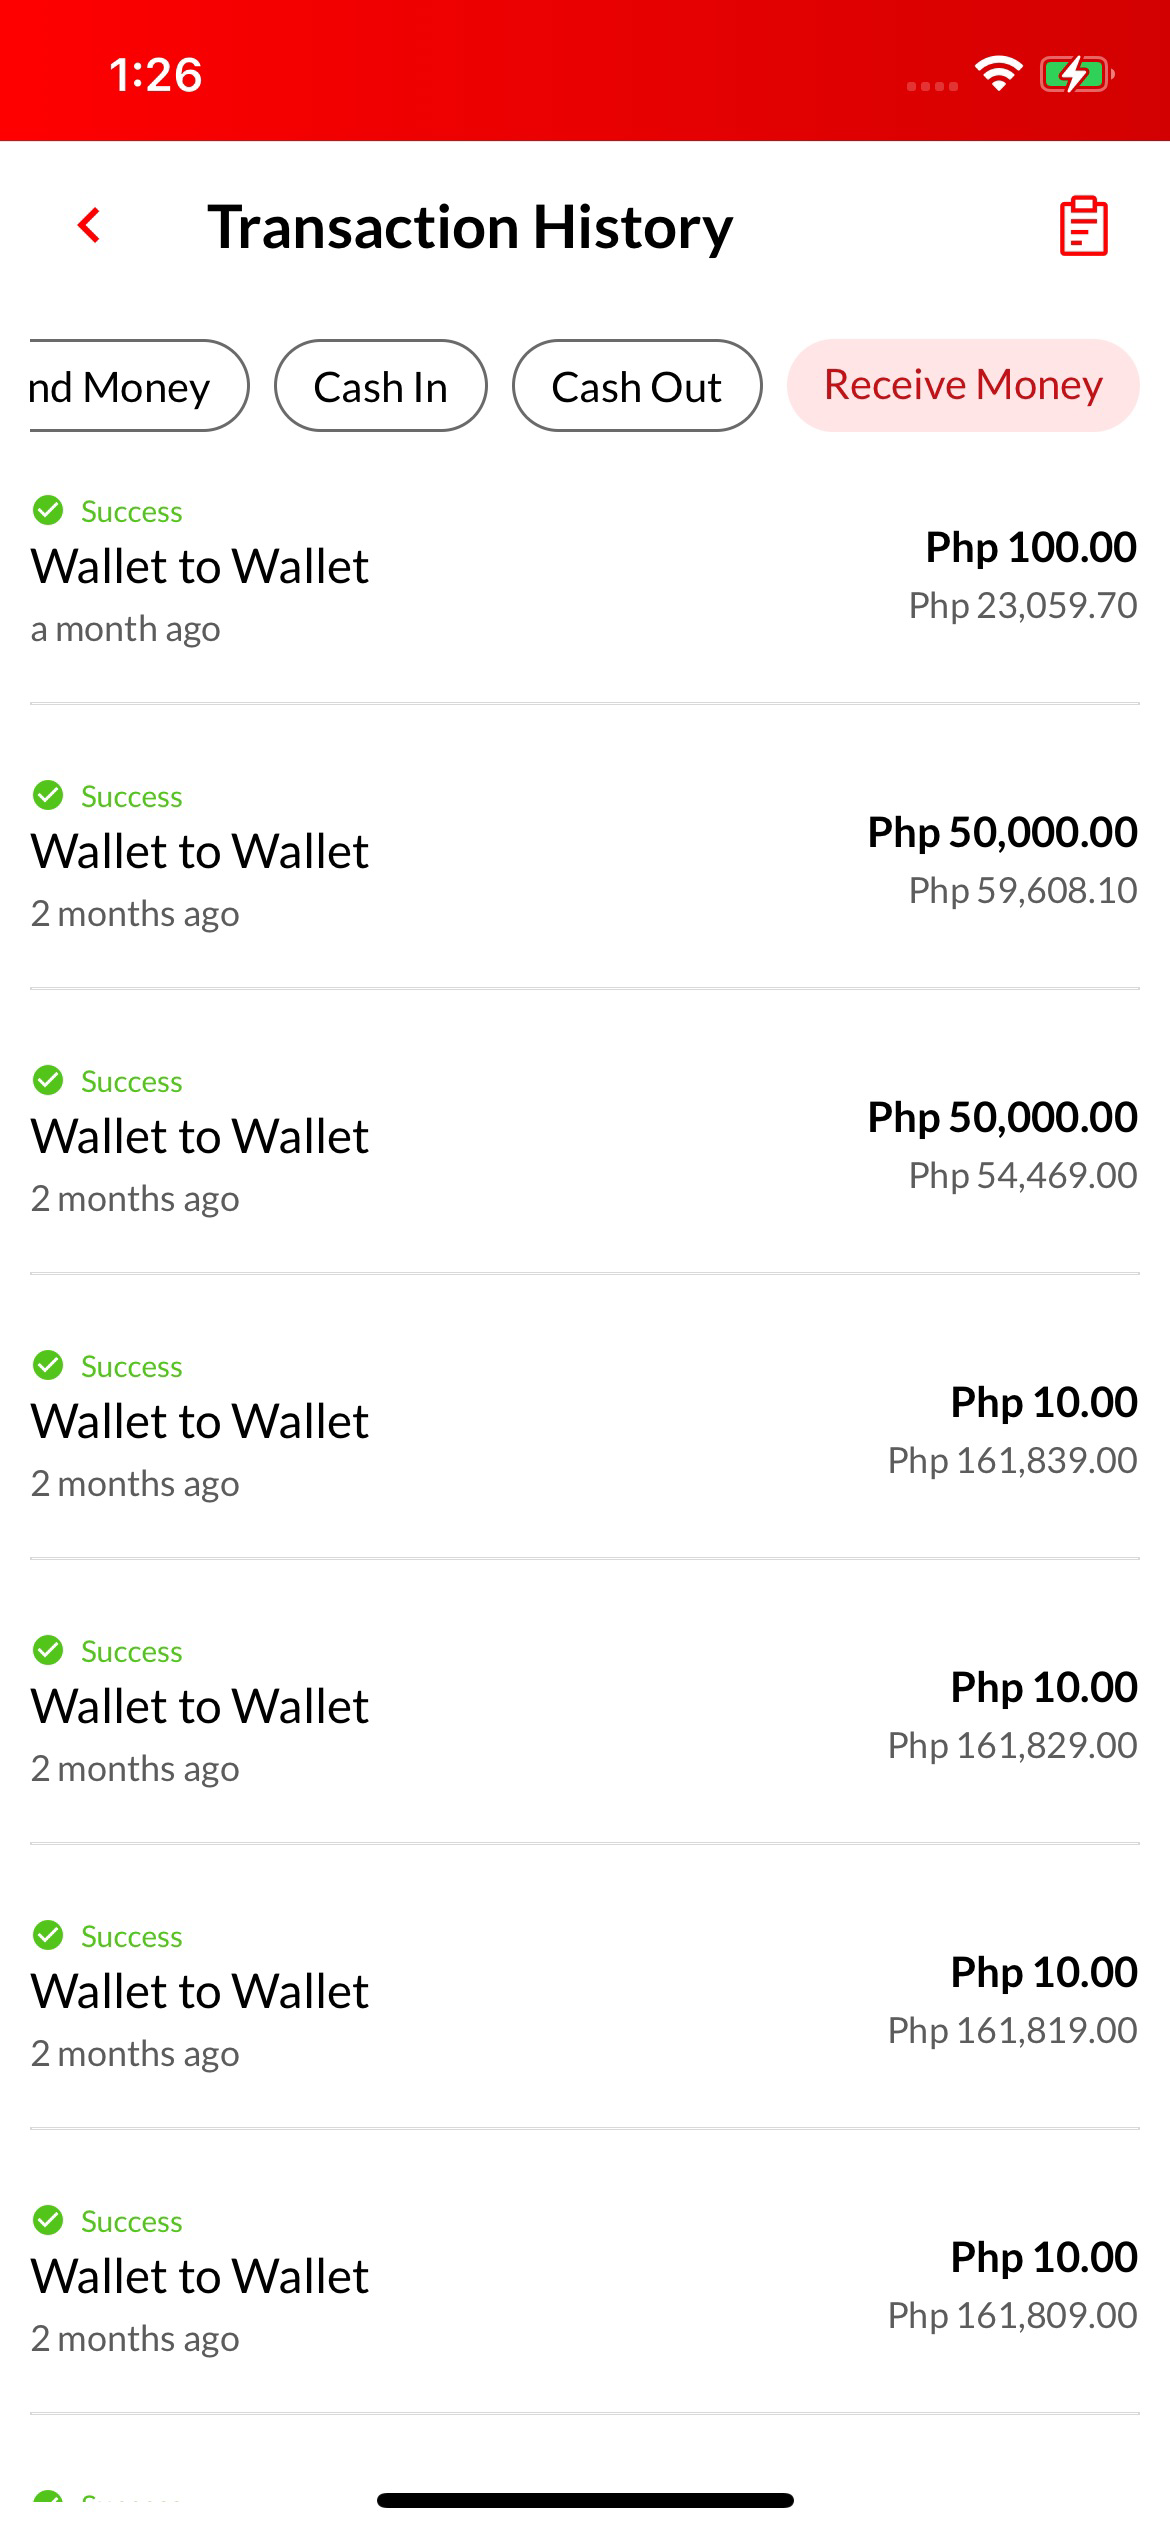 1:26
Transaction History
nd Money
Cash In
Cash Out
Receive Money
Success
Wallet to Wallet
a month ago
Php 100.00
Php 23,059.70
Success
Wallet to Wallet
2 months ago
Php 50,000.00
Php 59,608.10
Success
Wallet to Wallet
2 months ago
Php 50,000.00
Php 54,469.00
Success
Wallet to Wallet
2 months ago
Php 10.00
Php 161,839.00
Success
Wallet to Wallet
2 months ago
Php 10.00
Php 161,829.00
Success
Wallet to Wallet
2 months ago
Php 10.00
Php 161,819.00
Success
Wallet to Wallet
2 months ago
Php 10.00
Php 161,809.00